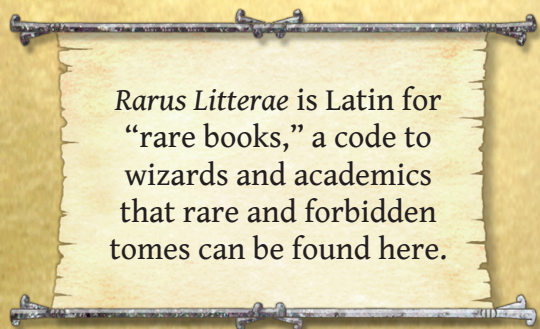 Rarus Litterae is Latin for
“rare books,” a code to
wizards and academics
that rare and forbidden
tomes can be found here.